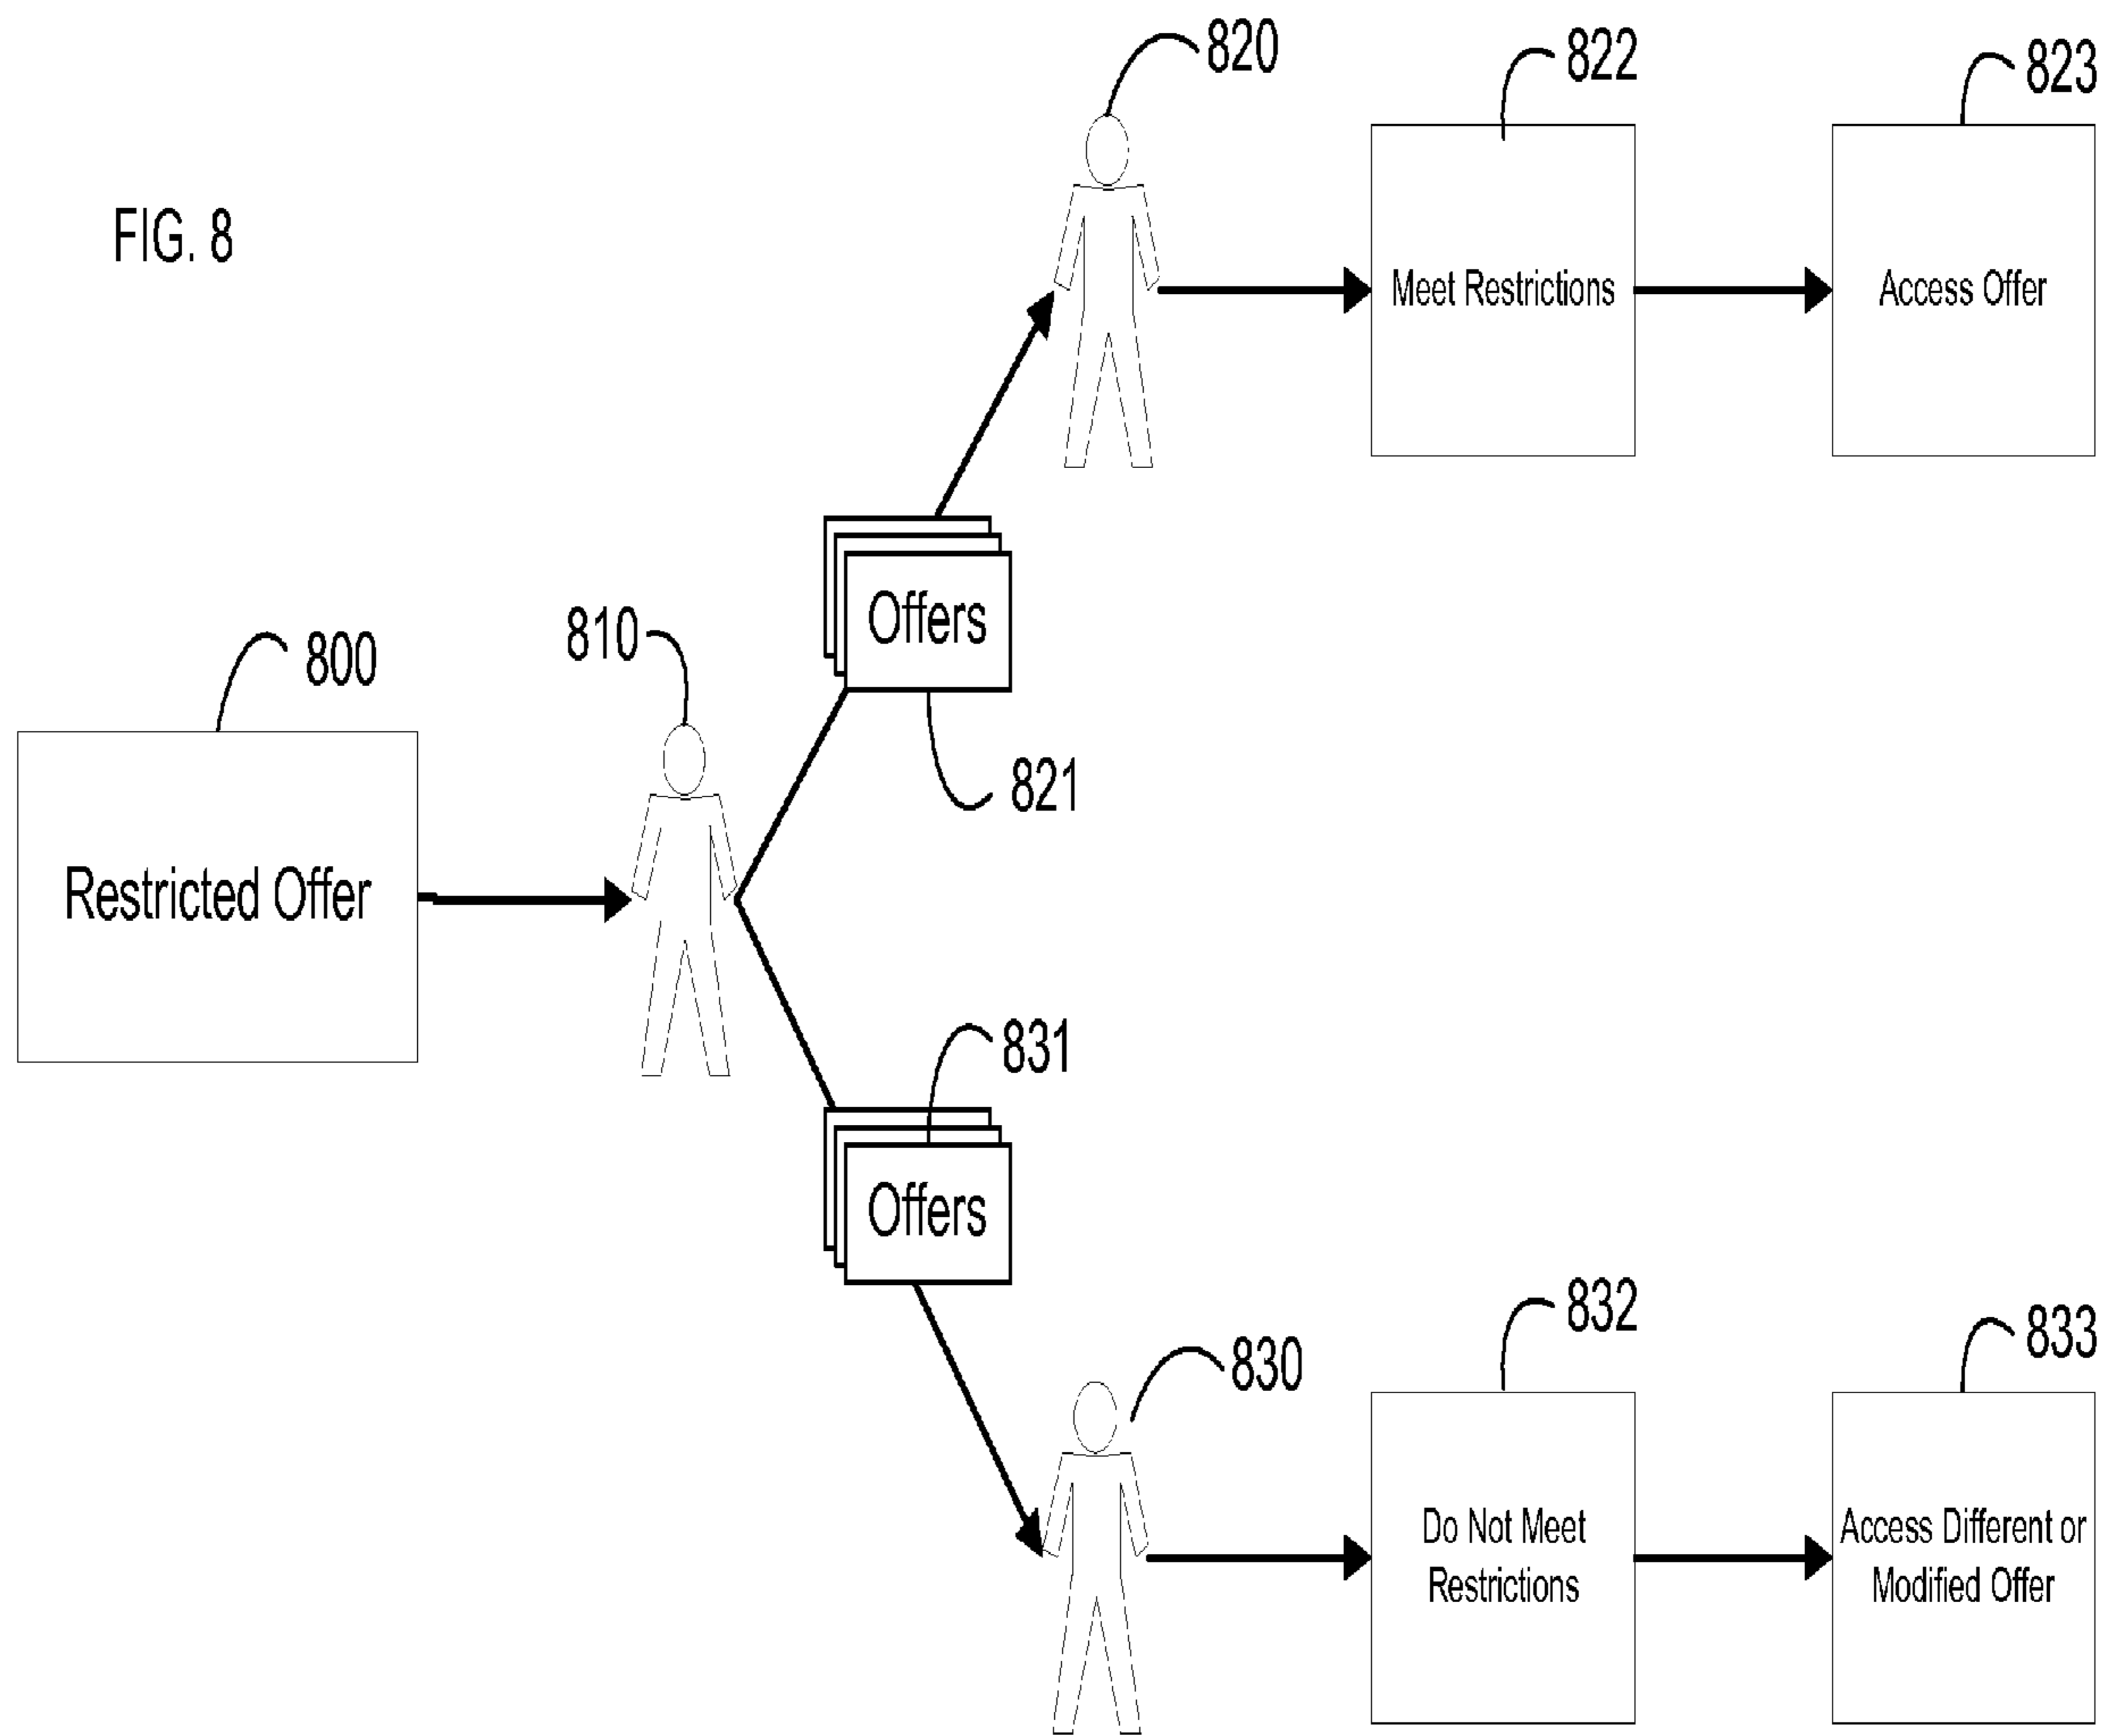 820
822
823
FIG. 8
Meet Restrictions
Access Offer
Offers
810
800
821
Restricted Offer
831
Offers
832
833
830
Do Not Meet
Restrictions
Access Different or
Modified Offer